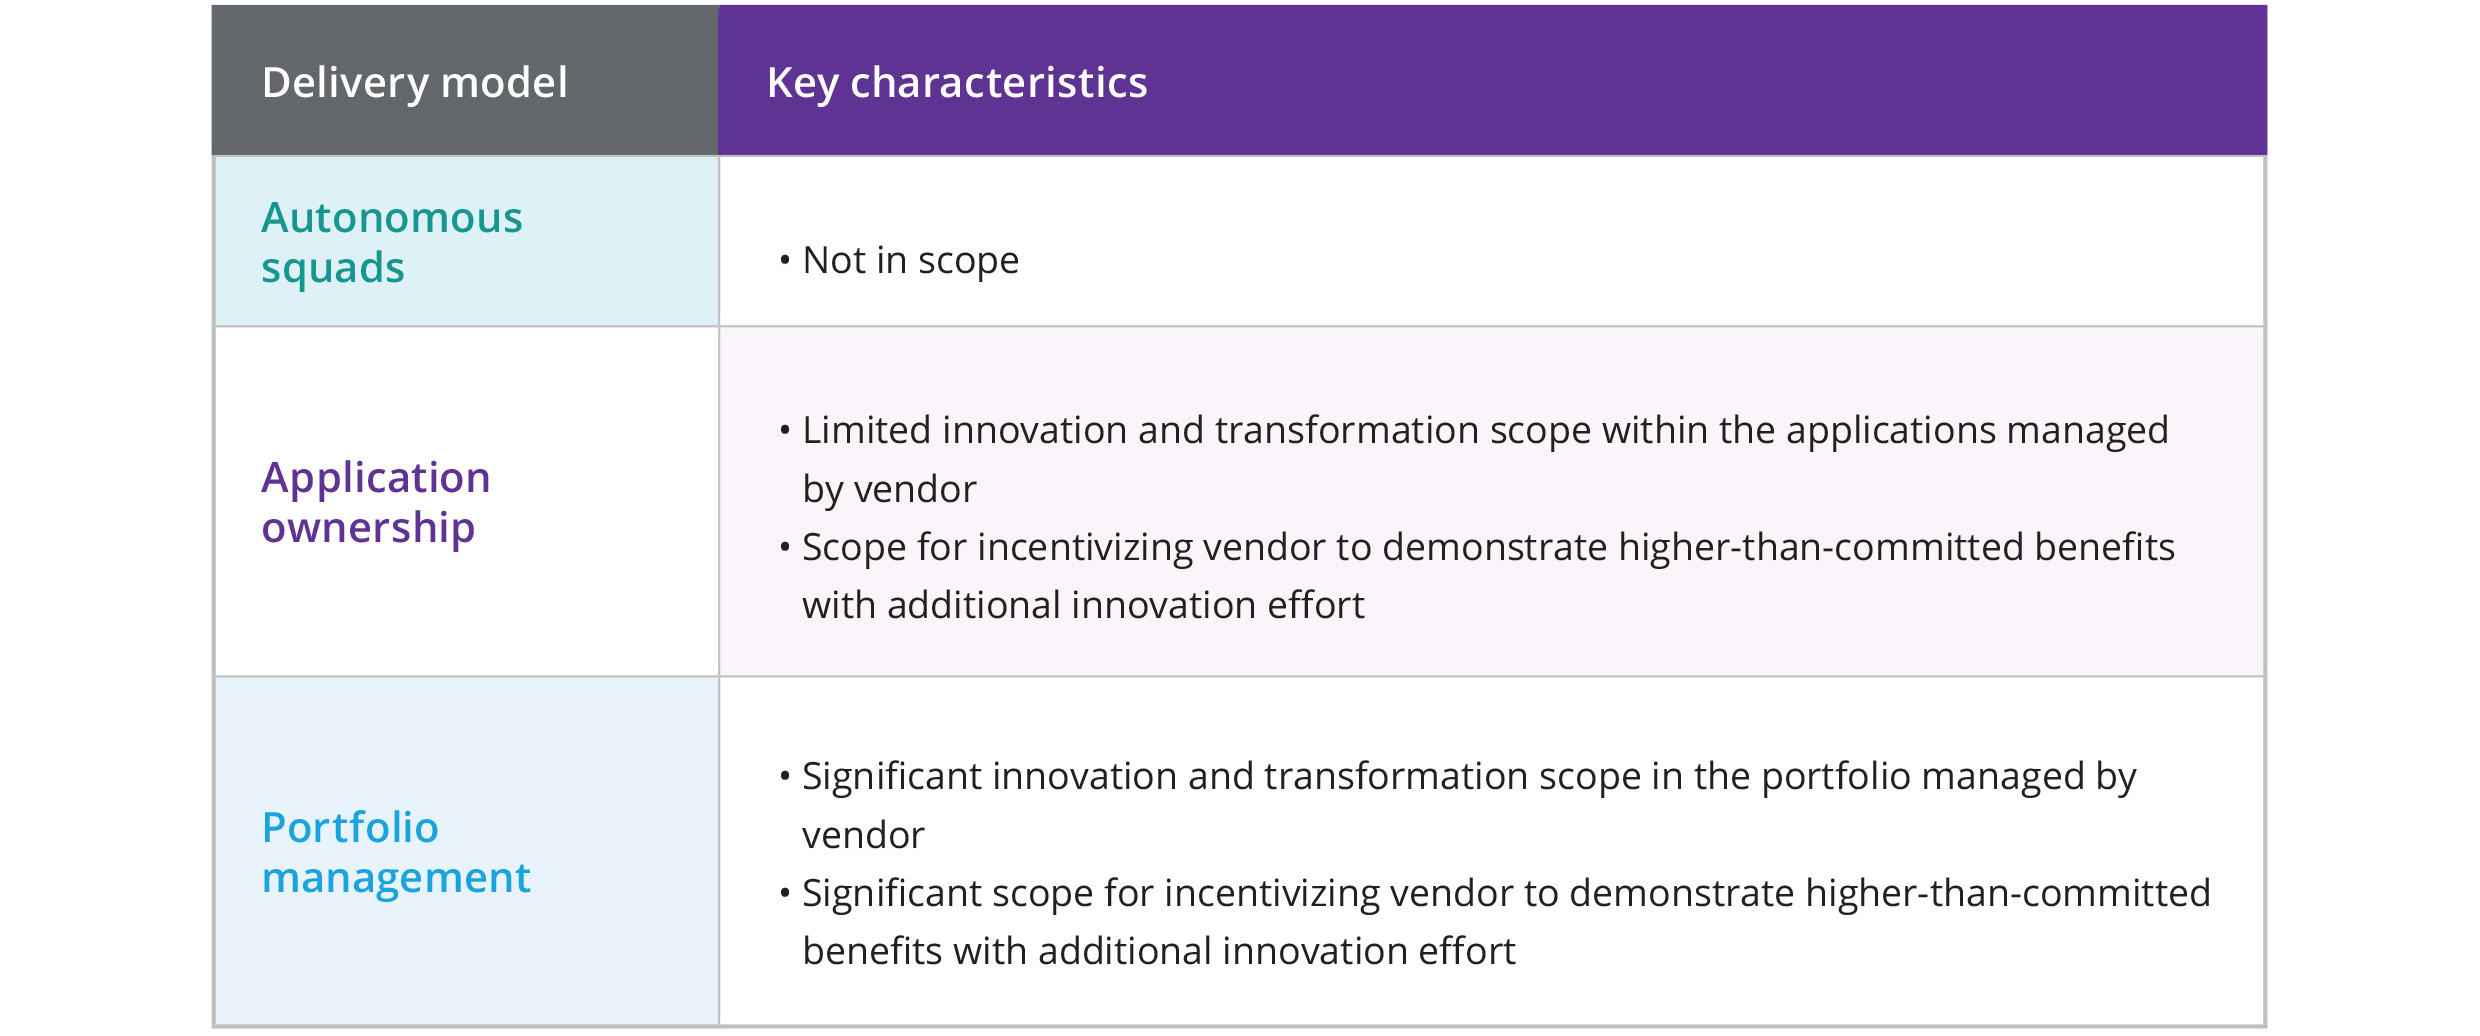 Delivery model
Key characteristics
Autonomous
squads
• Not in scope
Application
ownership
• Limited innovation and transformation scope within the applications managed
by vendor
• Scope for incentivizing vendor to demonstrate higher-than-committed benefits
with additional innovation effort
Portfolio
management
• Significant innovation and transformation scope in the portfolio managed by
vendor
• Significant scope for incentivizing vendor to demonstrate higher-than-committed
benefits with additional innovation effort